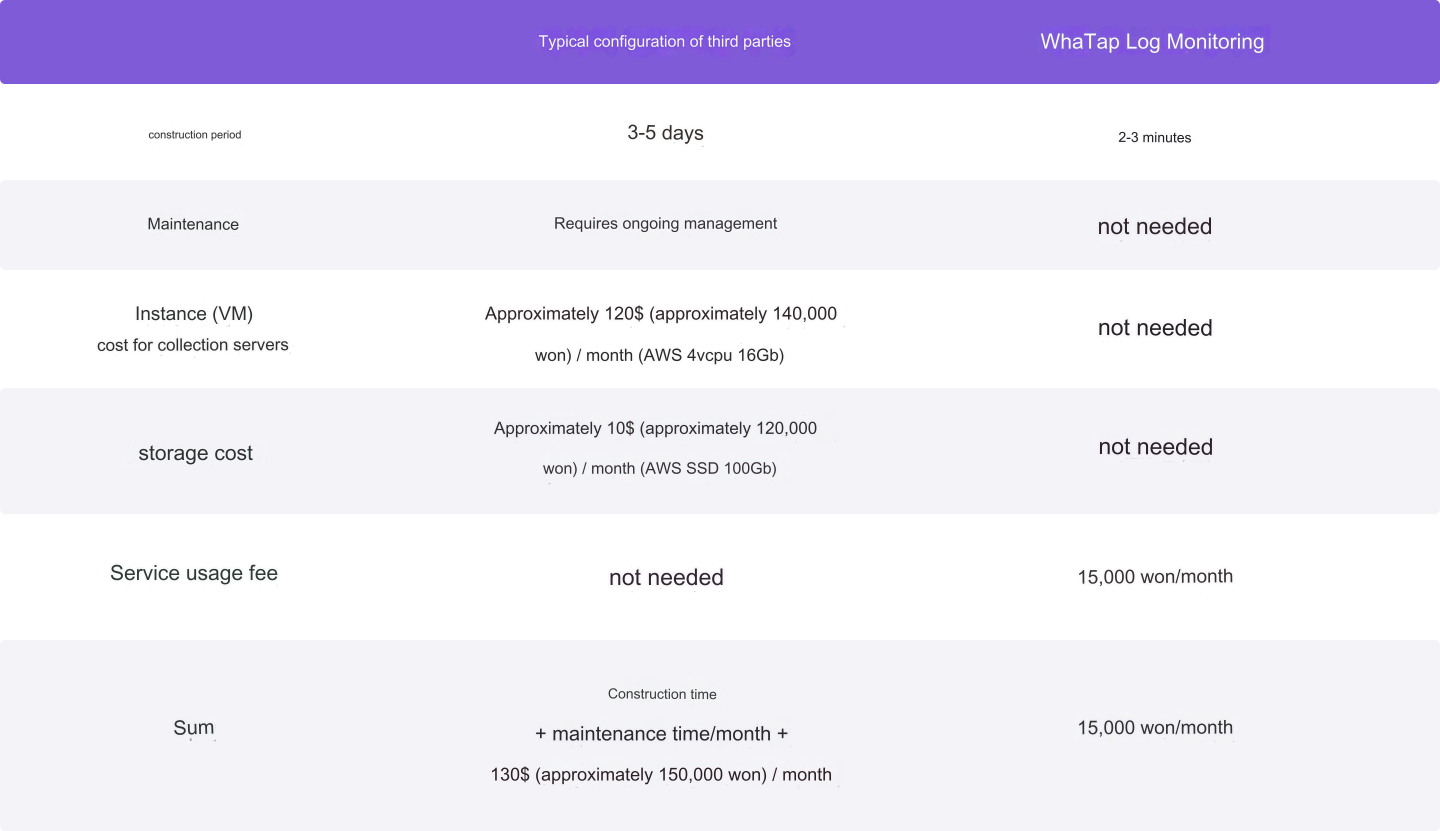 Typical configuration of third parties
WhaTap Log Monitoring
construction period
3-5 days
2-3 minutes
Maintenance
Requires ongoing management
not needed
Instance (VM)
cost for collection servers
Approximately 120$ (approximately 140,000
won) / month (AWS 4vcpu 16Gb)
not needed
storage cost
Approximately 10$ (approximately 120,000
won) / month (AWS SSD 100Gb)
not needed
Service usage fee
not needed
15,000 won/month
Sum
Construction time
+ maintenance time/month +
130$ (approximately 150,000 won) / month
15,000 won/month